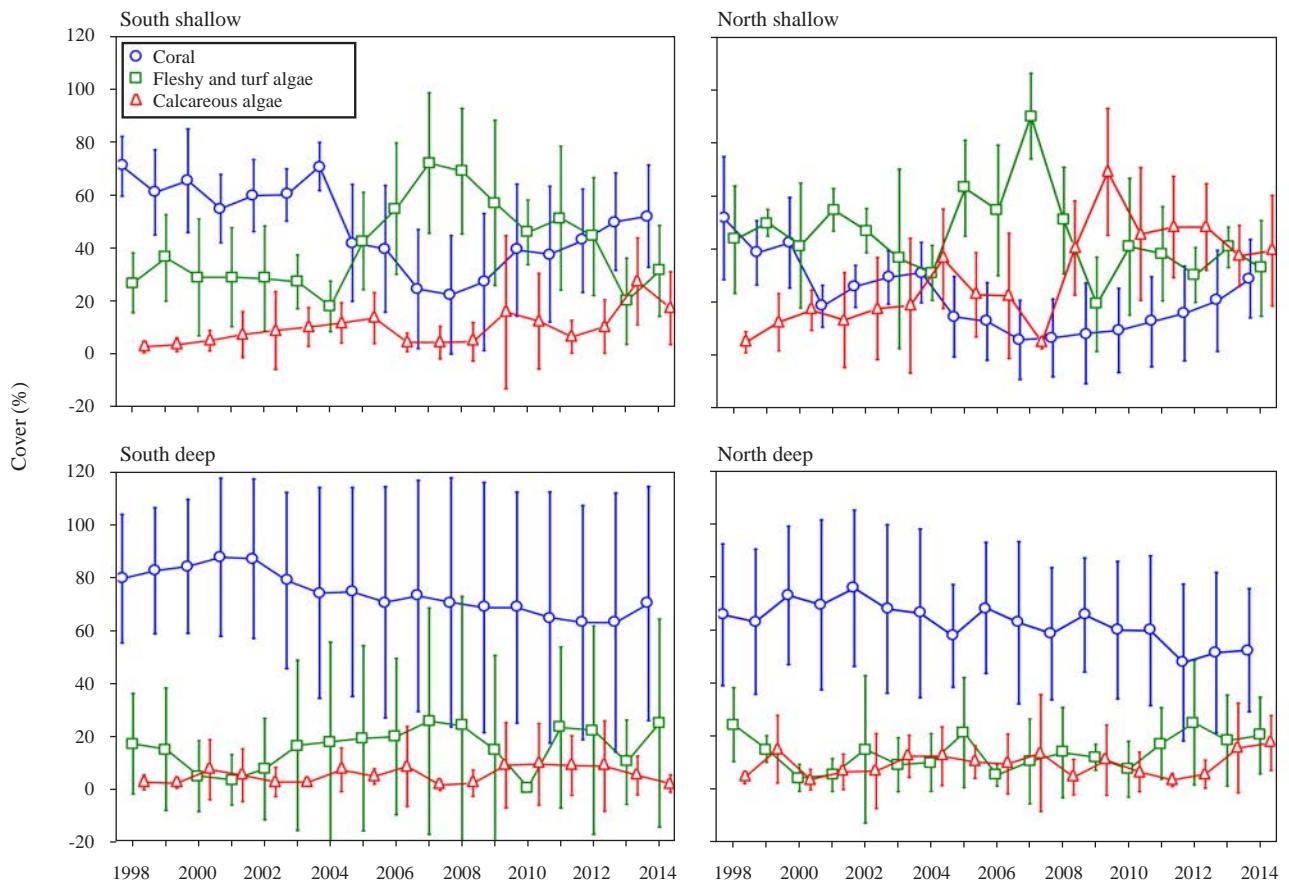 South shallow
North shallow
120
100
80
60
40
20
0
-20
Coral
Fleshy and turf algae
Calcareous algae
Cover (%)
South deep
North deep
120
100
80
60
40
20
0
-20
1998 2000 2002 2004 2006 2008 2010 2012 2014
1998 2000 2002 2004 2006 2008 2010 2012 2014